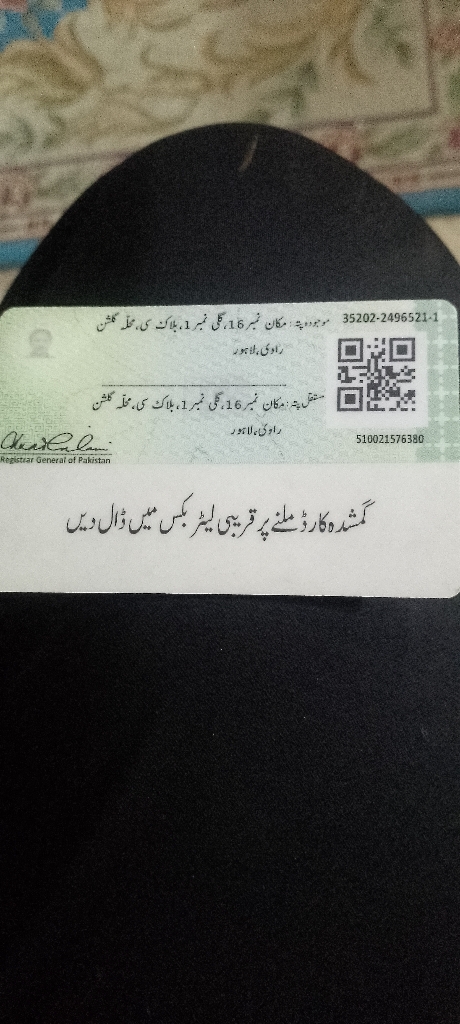 35202-2496521-1
موجودہ پتہ: مکان نمبر 16، گلی نمبر 1، بلاک سی، محلہ گلشن
راوی، لاہور
مستقل پتہ: مکان نمبر 16، گلی نمبر 1، بلاک سی، محلہ گلشن
راوی، لاہور
510021576380
Registrar General of Pakistan
گمشدہ کارڈ ملنے پر قریبی لیٹر بکس میں ڈال دیں